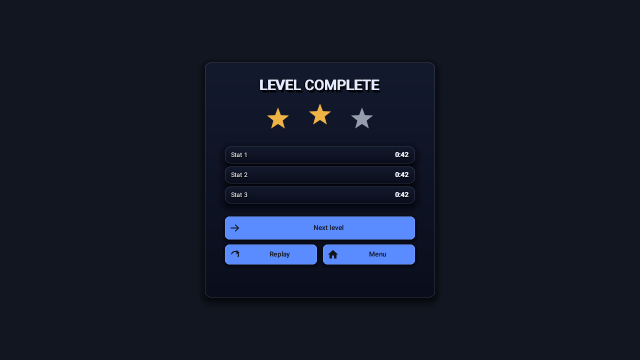 LEVEL COMPLETE
Stat 1 0:42
Stat 2 0:42
Stat 3 0:42
Next level
Replay Menu